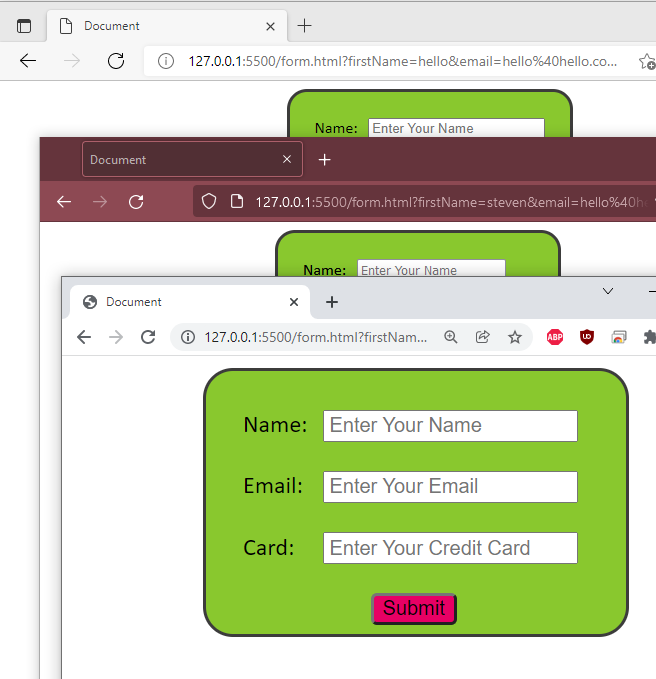 Document
127.0.0.1:5500/form.html?firstName=hello&email=hello%40hello.co...
Name: Enter Your Name
Document
127.0.0.1:5500/form.html?firstName=steven&email=hello%40h
Name: Enter Your Name
Document
127.0.0.1:5500/form.html?firstNam...
ABP
UD
Name: Enter Your Name
Email: Enter Your Email
Card: Enter Your Credit Card
Submit